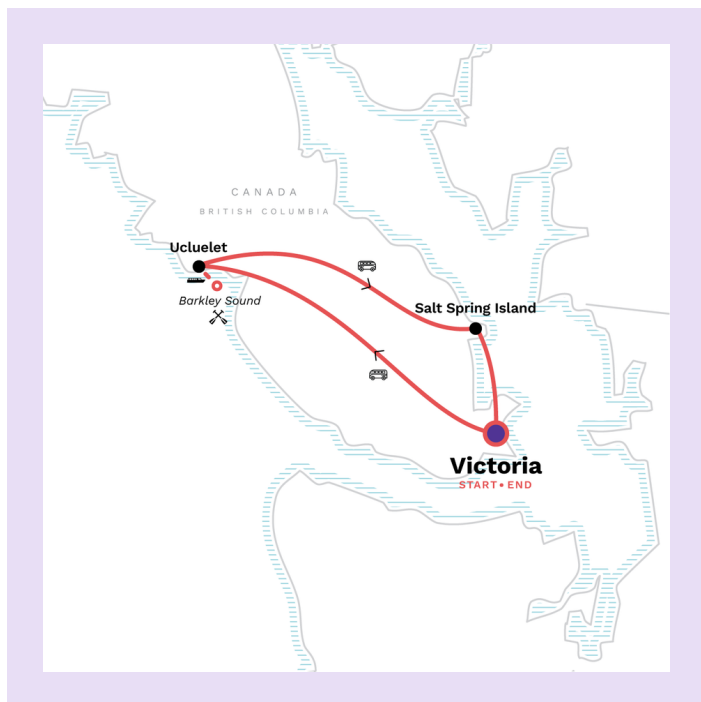 CANADA
BRITISH COLUMBIA
Ucluelet
Barkley Sound
Salt Spring Island
Victoria
START • END